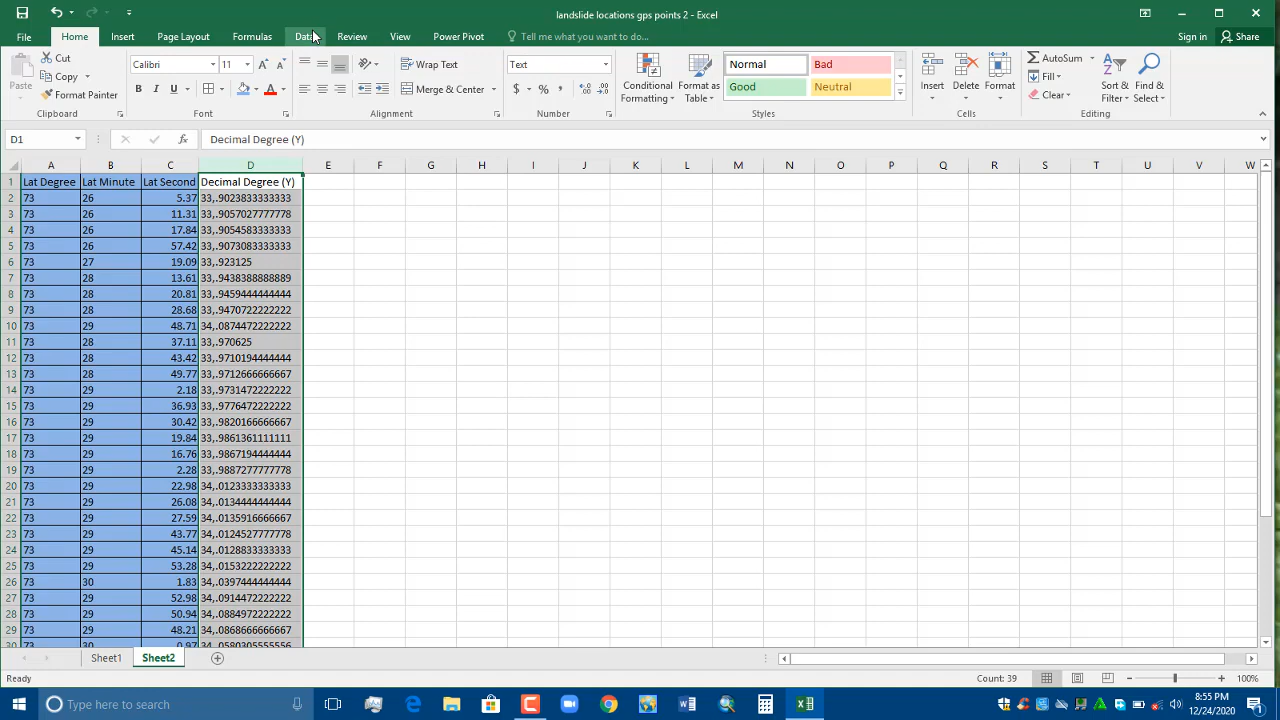 landslide locations gps points 2 - Excel
File Home Insert Page Layout Formulas Data Review View Power Pivot Tell me what you want to do... Sign in Share
Paste Cut Copy Format Painter Clipboard
Calibri 11 B I U A Font
Wrap Text Merge & Center Alignment
Text $ % , Number
Conditional Formatting Format as Table
Normal Bad Good Neutral Styles
Insert Delete Format Cells
AutoSum Fill Clear Sort & Filter Find & Select Editing
D1 fx Decimal Degree (Y)
A B C D E F G H I J K L M N O P Q R S T U V W
1 Lat Degree Lat Minute Lat Second Decimal Degree (Y)
2 73 26 5.37 33,.9023833333333
3 73 26 11.31 33,.9057027777778
4 73 26 17.84 33,.9054583333333
5 73 26 57.42 33,.9073083333333
6 73 27 19.09 33,.923125
7 73 28 13.61 33,.9438388888889
8 73 28 20.81 33,.9459444444444
9 73 28 28.68 33,.9470722222222
10 73 29 48.71 34,.0874472222222
11 73 28 37.11 33,.970625
12 73 28 43.42 33,.9710194444444
13 73 28 49.77 33,.9712666666667
14 73 29 2.18 33,.9731472222222
15 73 29 36.93 33,.9776472222222
16 73 29 30.42 33,.9820166666667
17 73 29 19.84 33,.9861361111111
18 73 29 16.76 33,.9867194444444
19 73 29 2.28 33,.9887277777778
20 73 29 22.98 34,.0123333333333
21 73 29 26.08 34,.0134444444444
22 73 29 27.59 34,.0135916666667
23 73 29 43.77 34,.0124527777778
24 73 29 45.14 34,.0128833333333
25 73 29 53.28 34,.0153222222222
26 73 30 1.83 34,.0397444444444
27 73 29 52.98 34,.0914472222222
28 73 29 50.94 34,.0884972222222
29 73 29 48.21 34,.0868666666667
30 73 30 0.97 34,.0580305555556
Sheet1 Sheet2
Ready Count: 39 100%
Type here to search 8:55 PM
12/24/2020